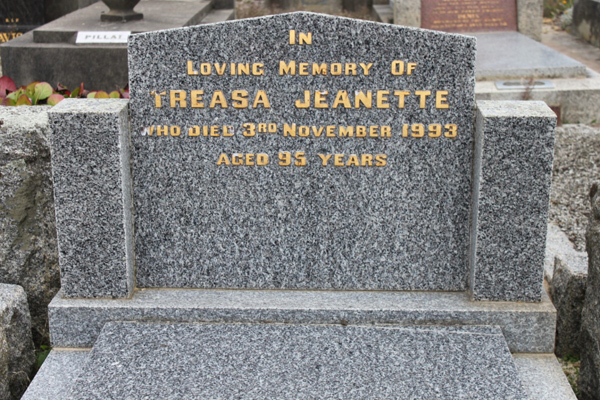 PILLAI
IN
LOVING MEMORY OF
TREASA JEANETTE
WHO DIED 3RD NOVEMBER 1993
AGED 95 YEARS